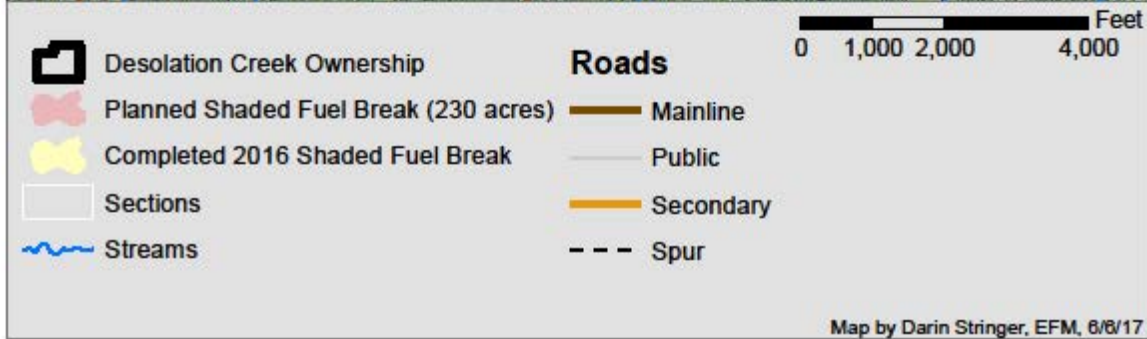 Desolation Creek Ownership
Planned Shaded Fuel Break (230 acres)
Completed 2016 Shaded Fuel Break
Sections
Streams
Roads
Mainline
Public
Secondary
Spur
Feet
0 1,000 2,000 4,000
Map by Darin Stringer, EFM, 6/6/17